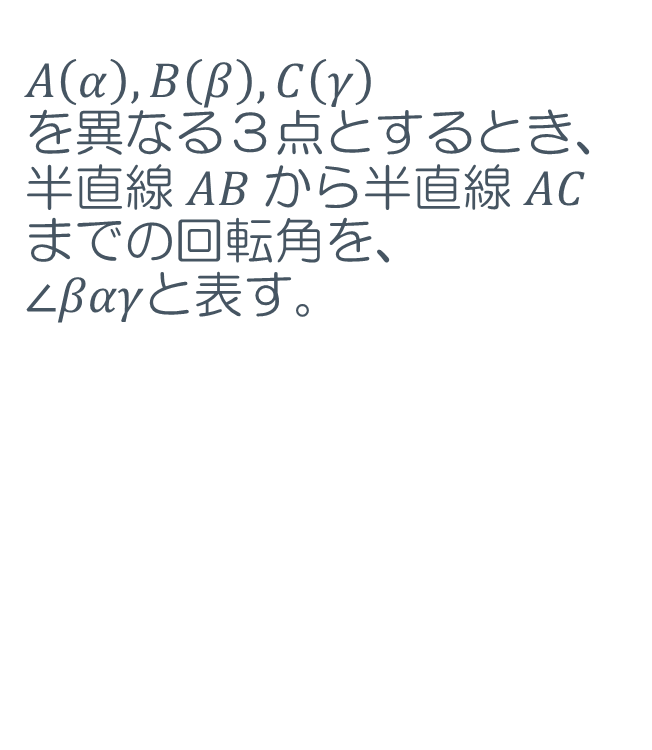 A(α), B(β), C(γ)
を異なる３点とするとき、
半直線 AB から半直線 AC
までの回転角を、
∠βαγと表す。